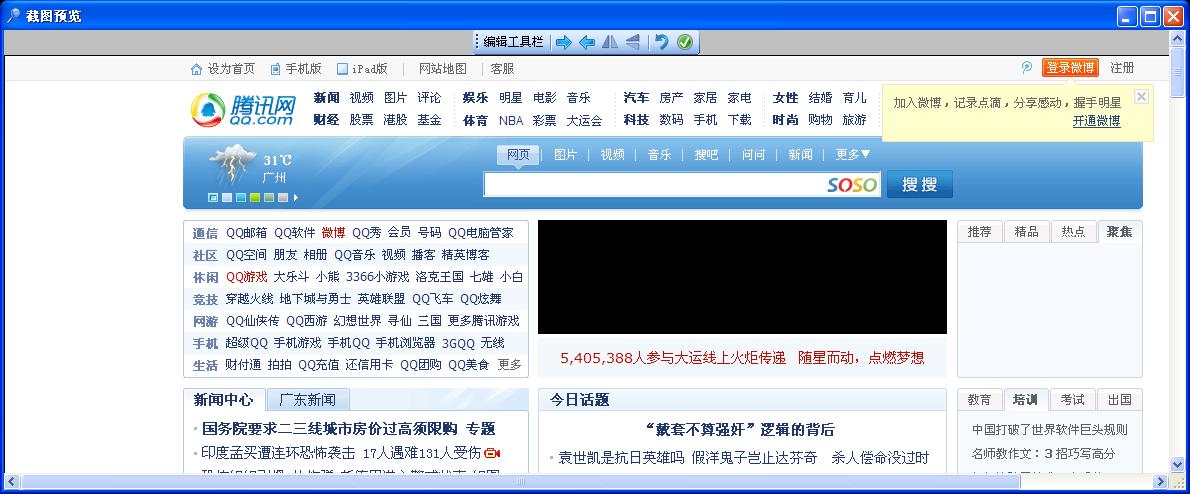 截图预览
编辑工具栏
设为首页 手机版 iPad版 网站地图 客服 登录微博 注册
加入微博，记录点滴，分享感动，握手明星
开通微博
腾讯网
QQ.com
新闻 视频 图片 评论 娱乐 明星 电影 音乐 汽车 房产 家居 家电 女性 结婚 育儿
财经 股票 港股 基金 体育 NBA 彩票 大运会 科技 数码 手机 下载 时尚 购物 旅游
31℃
广州
网页 图片 视频 音乐 搜吧 问问 新闻 更多▼
SOSO 搜搜
通信 QQ邮箱 QQ软件 微博 QQ秀 会员 号码 QQ电脑管家
社区 QQ空间 朋友 相册 QQ音乐 视频 播客 精英博客
休闲 QQ游戏 大乐斗 小熊 3366小游戏 洛克王国 七雄 小白
竞技 穿越火线 地下城与勇士 英雄联盟 QQ飞车 QQ炫舞
网游 QQ仙侠传 QQ西游 幻想世界 寻仙 三国 更多腾讯游戏
手机 超级QQ 手机游戏 手机QQ 手机浏览器 3GQQ 无线
生活 财付通 拍拍 QQ充值 还信用卡 QQ团购 QQ美食 更多
5,405,388人参与大运线上火炬传递 随星而动，点燃梦想
推荐 精品 热点 聚焦
新闻中心 广东新闻
国务院要求二三线城市房价过高须限购 专题
印度孟买遭连环恐怖袭击 17人遇难131人受伤
今日话题
“戴套不算强奸”逻辑的背后
袁世凯是抗日英雄吗 假洋鬼子岂止达芬奇 杀人偿命没过时
教育 培训 考试 出国
中国打破了世界软件巨头规则
名师教作文：3招巧写高分